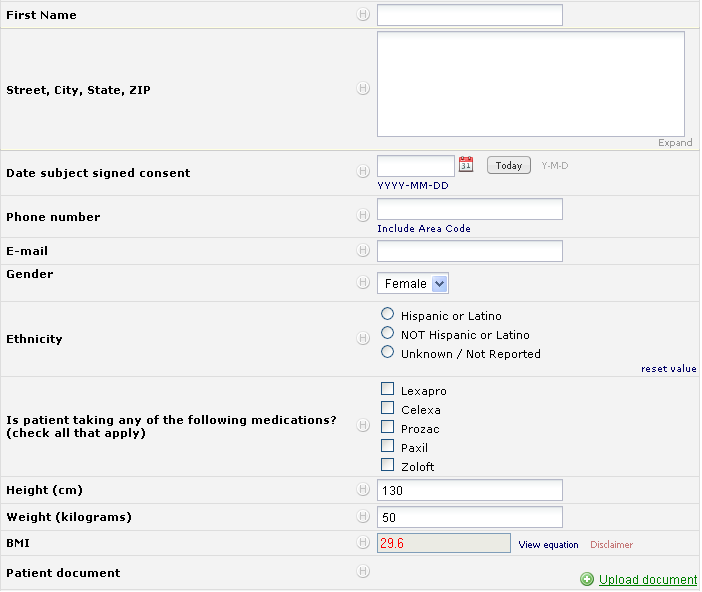 First Name H
Street, City, State, ZIP H
Expand
Date subject signed consent H 31 Today Y-M-D
YYYY-MM-DD
Phone number H
Include Area Code
E-mail H
Gender H Female
Ethnicity H
Hispanic or Latino
NOT Hispanic or Latino
Unknown / Not Reported
reset value
Is patient taking any of the following medications?
(check all that apply) H
Lexapro
Celexa
Prozac
Paxil
Zoloft
Height (cm) H 130
Weight (kilograms) H 50
BMI H 29.6 View equation Disclaimer
Patient document H
Upload document